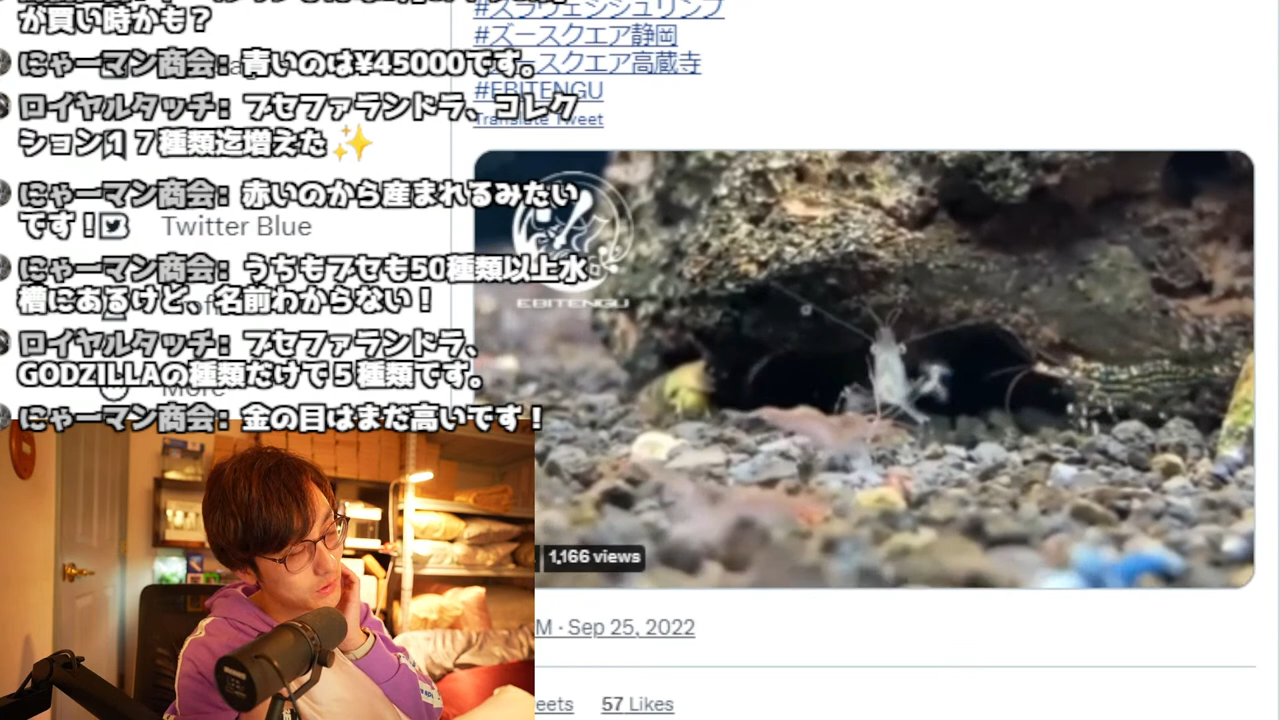 が買い時かも？
にゃーマン商会: 青いのは¥45000です。
ロイヤルタッチ: ブセファランドラ、コレク
ション１７種類迄増えた✨
にゃーマン商会: 赤いのから産まれるみたい
です！
にゃーマン商会: うちもブセも50種類以上水
槽にあるけど、名前わからない！
ロイヤルタッチ: ブセファランドラ、
GODZILLAの種類だけで５種類です。
にゃーマン商会: 金の目はまだ高いです！
Twitter Blue
More
#スラウェシシュリンプ
#ズースクエア静岡
ースクエア高蔵寺
#EBITENGU
Translate Tweet
EBITENGU
1,166 views
M · Sep 25, 2022
eets 57 Likes